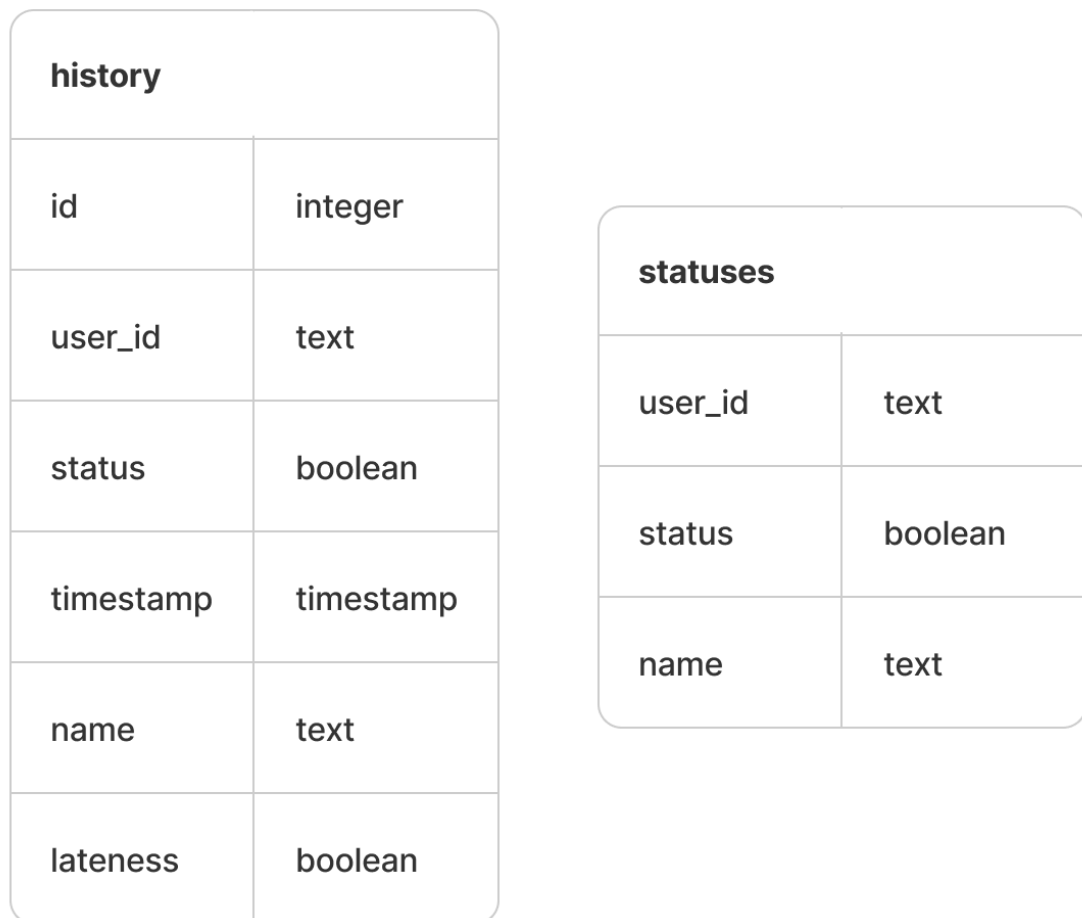 history
id integer
user_id text
status boolean
timestamp timestamp
name text
lateness boolean
statuses
user_id text
status boolean
name text